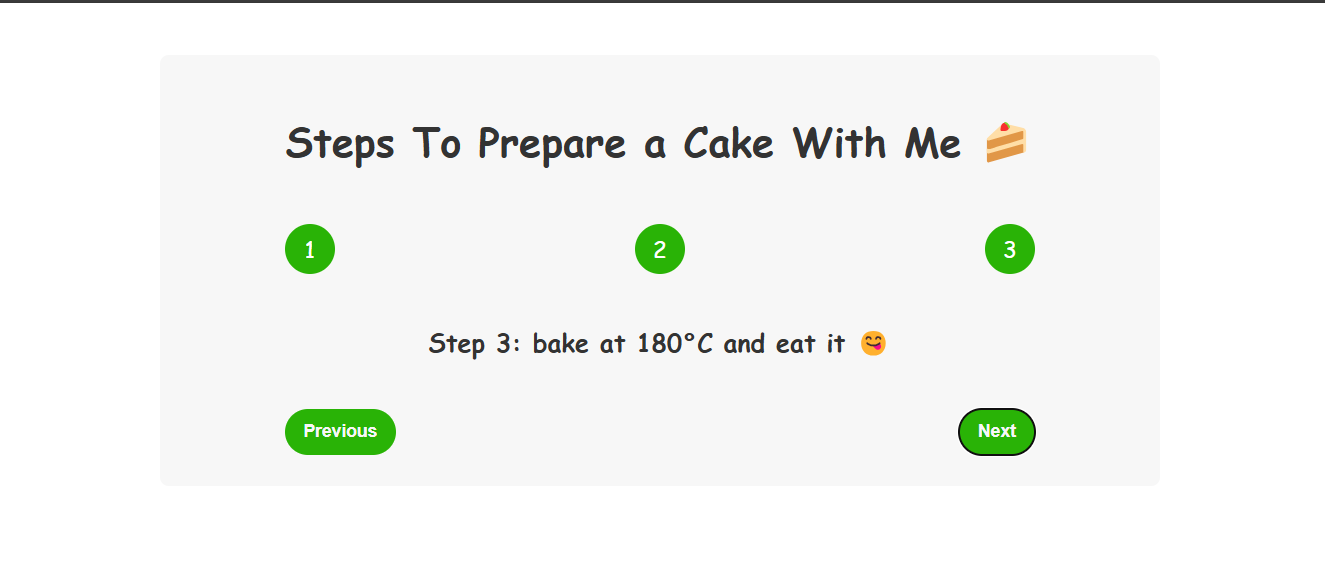 Steps To Prepare a Cake With Me 🍰
1 2 3
Step 3: bake at 180°C and eat it 😋
Previous Next